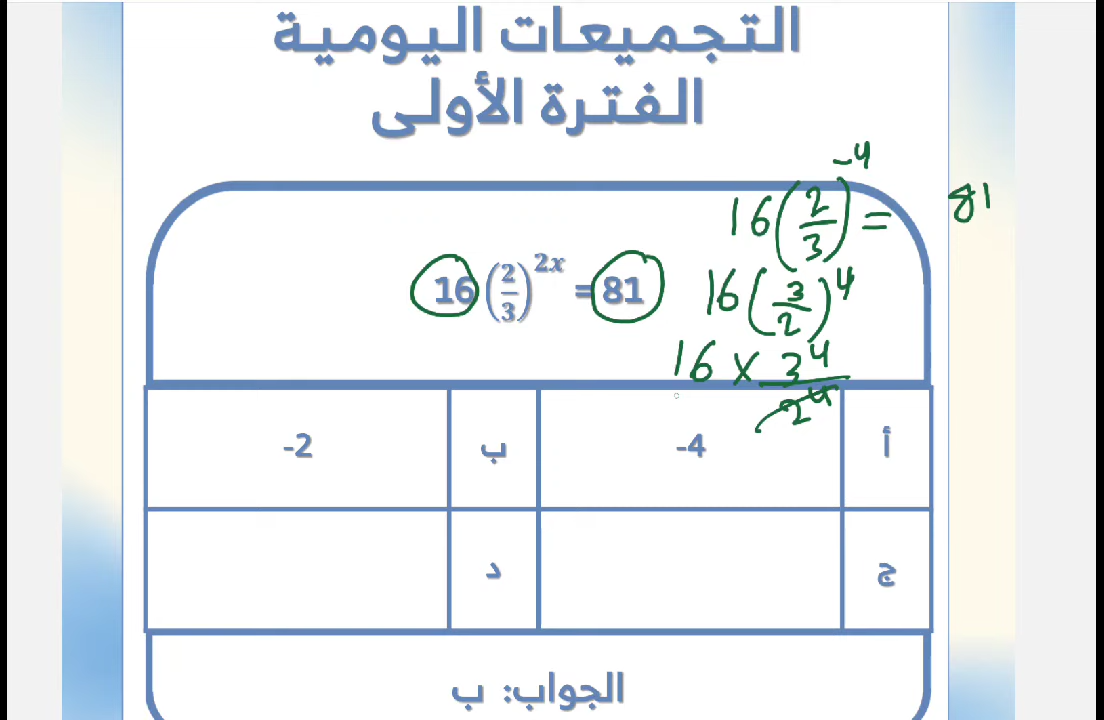 التجميعات اليومية
الفترة الأولى
16(2/3)^2x = 81
16(2/3)^-4 = 81
16(3/2)^4
16 × 3^4/2^4
أ -4 ب -2
ج د
الجواب: ب